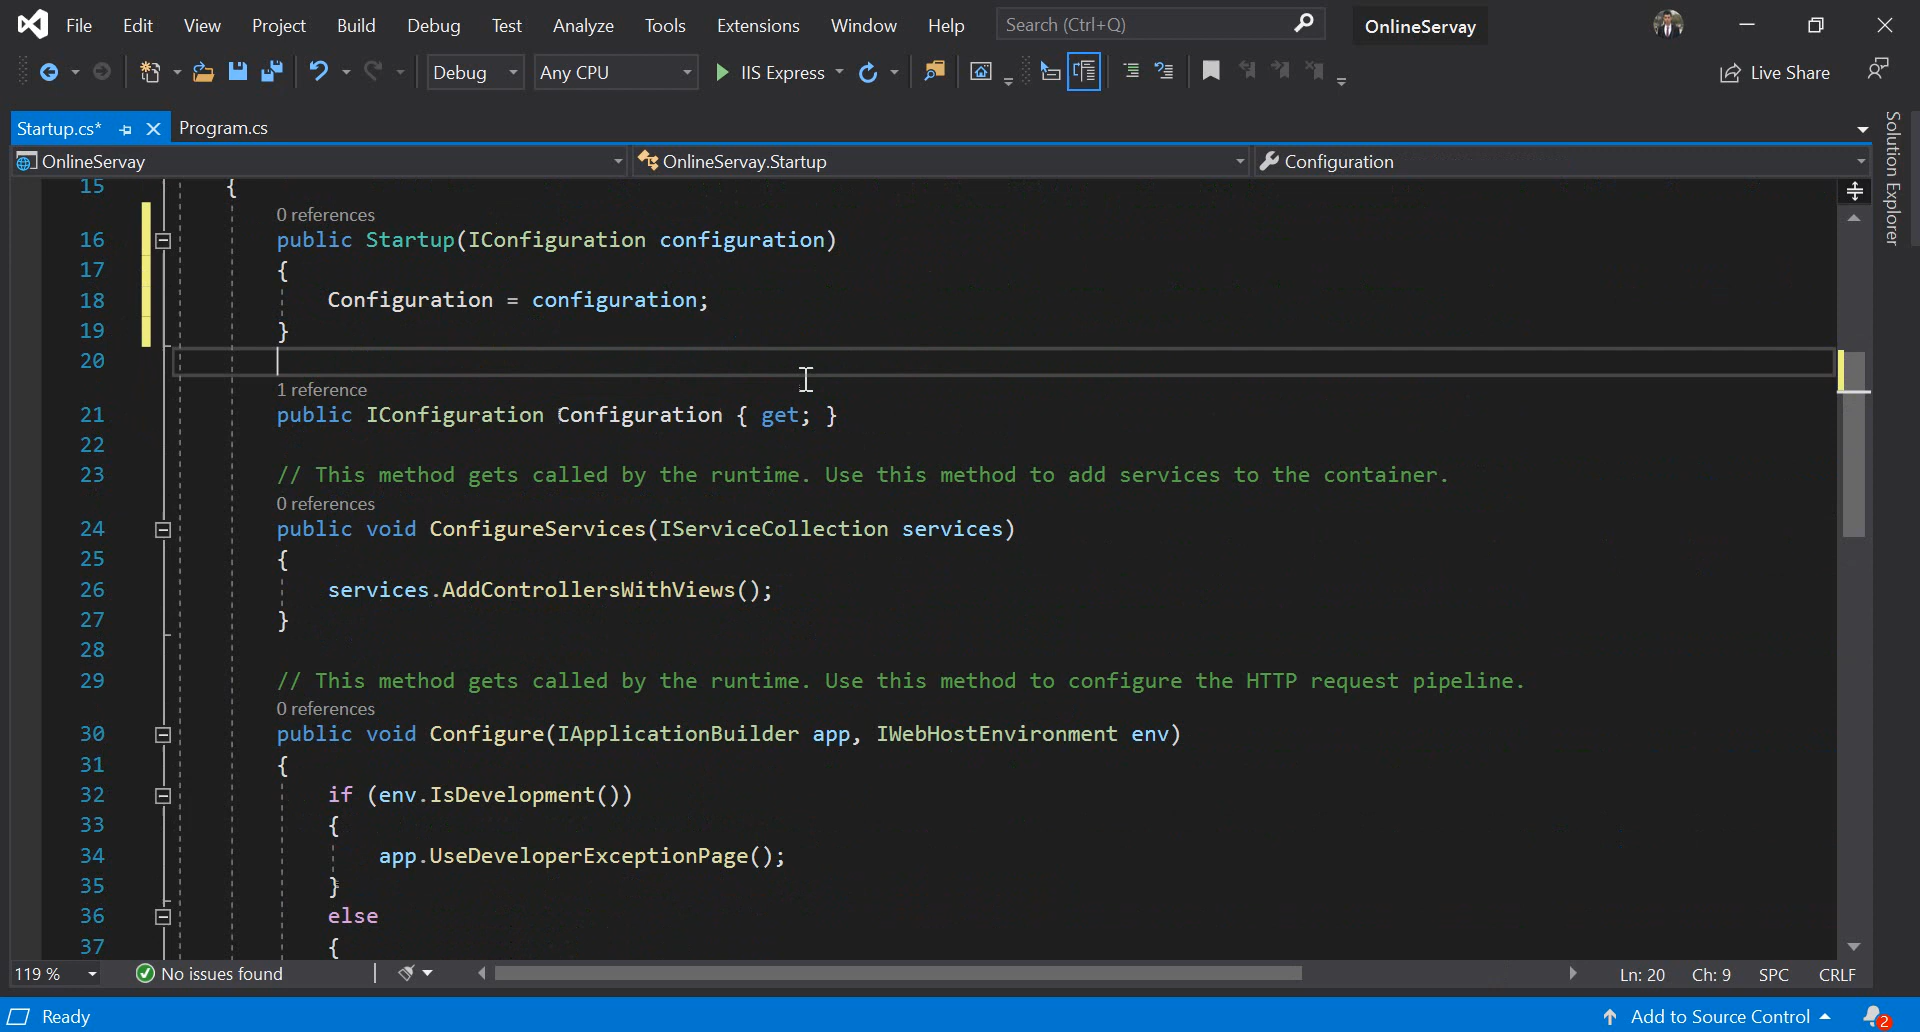 File Edit View Project Build Debug Test Analyze Tools Extensions Window Help Search (Ctrl+Q) OnlineServay
Debug Any CPU IIS Express Live Share
Startup.cs* Program.cs
OnlineServay OnlineServay.Startup Configuration
Solution Explorer
15 {
0 references
16 public Startup(IConfiguration configuration)
17 {
18 Configuration = configuration;
19 }
20
1 reference
21 public IConfiguration Configuration { get; }
22
23 // This method gets called by the runtime. Use this method to add services to the container.
0 references
24 public void ConfigureServices(IServiceCollection services)
25 {
26 services.AddControllersWithViews();
27 }
28
29 // This method gets called by the runtime. Use this method to configure the HTTP request pipeline.
0 references
30 public void Configure(IApplicationBuilder app, IWebHostEnvironment env)
31 {
32 if (env.IsDevelopment())
33 {
34 app.UseDeveloperExceptionPage();
35 }
36 else
37 {
119 % No issues found Ln: 20 Ch: 9 SPC CRLF
Ready Add to Source Control 2